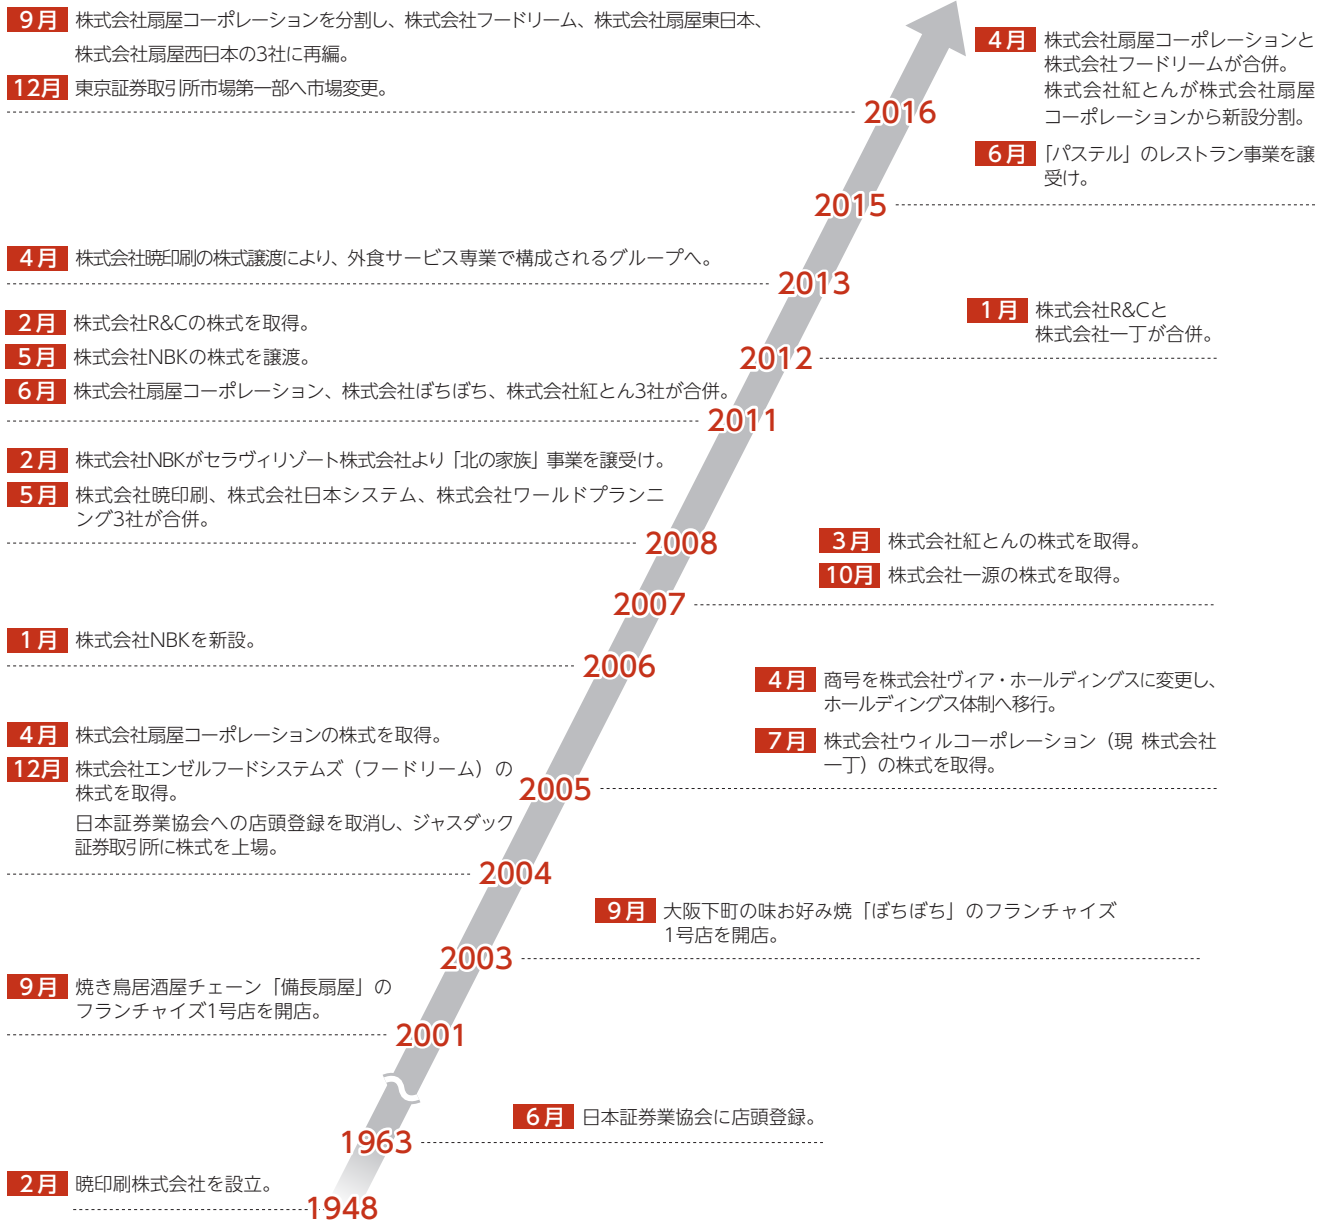 9月 株式会社扇屋コーポレーションを分割し、株式会社フードリーム、株式会社扇屋東日本、
株式会社扇屋西日本の3社に再編。
12月 東京証券取引所市場第一部へ市場変更。
2016
4月 株式会社扇屋コーポレーションと
株式会社フードリームが合併。
株式会社紅とんが株式会社扇屋
コーポレーションから新設分割。
6月 「パステル」のレストラン事業を譲
受け。
2015
4月 株式会社暁印刷の株式譲渡により、外食サービス専業で構成されるグループへ。
2013
1月 株式会社R&Cと
株式会社一丁が合併。
2012
2月 株式会社R&Cの株式を取得。
5月 株式会社NBKの株式を譲渡。
6月 株式会社扇屋コーポレーション、株式会社ぼちぼち、株式会社紅とん3社が合併。
2011
2月 株式会社NBKがセラヴィリゾート株式会社より「北の家族」事業を譲受け。
5月 株式会社暁印刷、株式会社日本システム、株式会社ワールドプランニ
ング3社が合併。
2008
3月 株式会社紅とんの株式を取得。
10月 株式会社一源の株式を取得。
2007
1月 株式会社NBKを新設。
2006
4月 商号を株式会社ヴィア・ホールディングスに変更し、
ホールディングス体制へ移行。
7月 株式会社ウィルコーポレーション（現 株式会社
一丁）の株式を取得。
2005
4月 株式会社扇屋コーポレーションの株式を取得。
12月 株式会社エンゼルフードシステムズ（フードリーム）の
株式を取得。
日本証券業協会への店頭登録を取消し、ジャスダック
証券取引所に株式を上場。
2004
9月 大阪下町の味お好み焼「ぼちぼち」のフランチャイズ
1号店を開店。
2003
9月 焼き鳥居酒屋チェーン「備長扇屋」の
フランチャイズ1号店を開店。
2001
6月 日本証券業協会に店頭登録。
1963
2月 暁印刷株式会社を設立。
1948